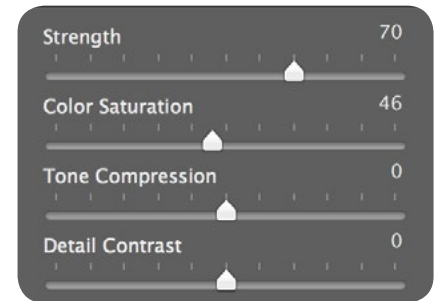 Strength 70
Color Saturation 46
Tone Compression 0
Detail Contrast 0